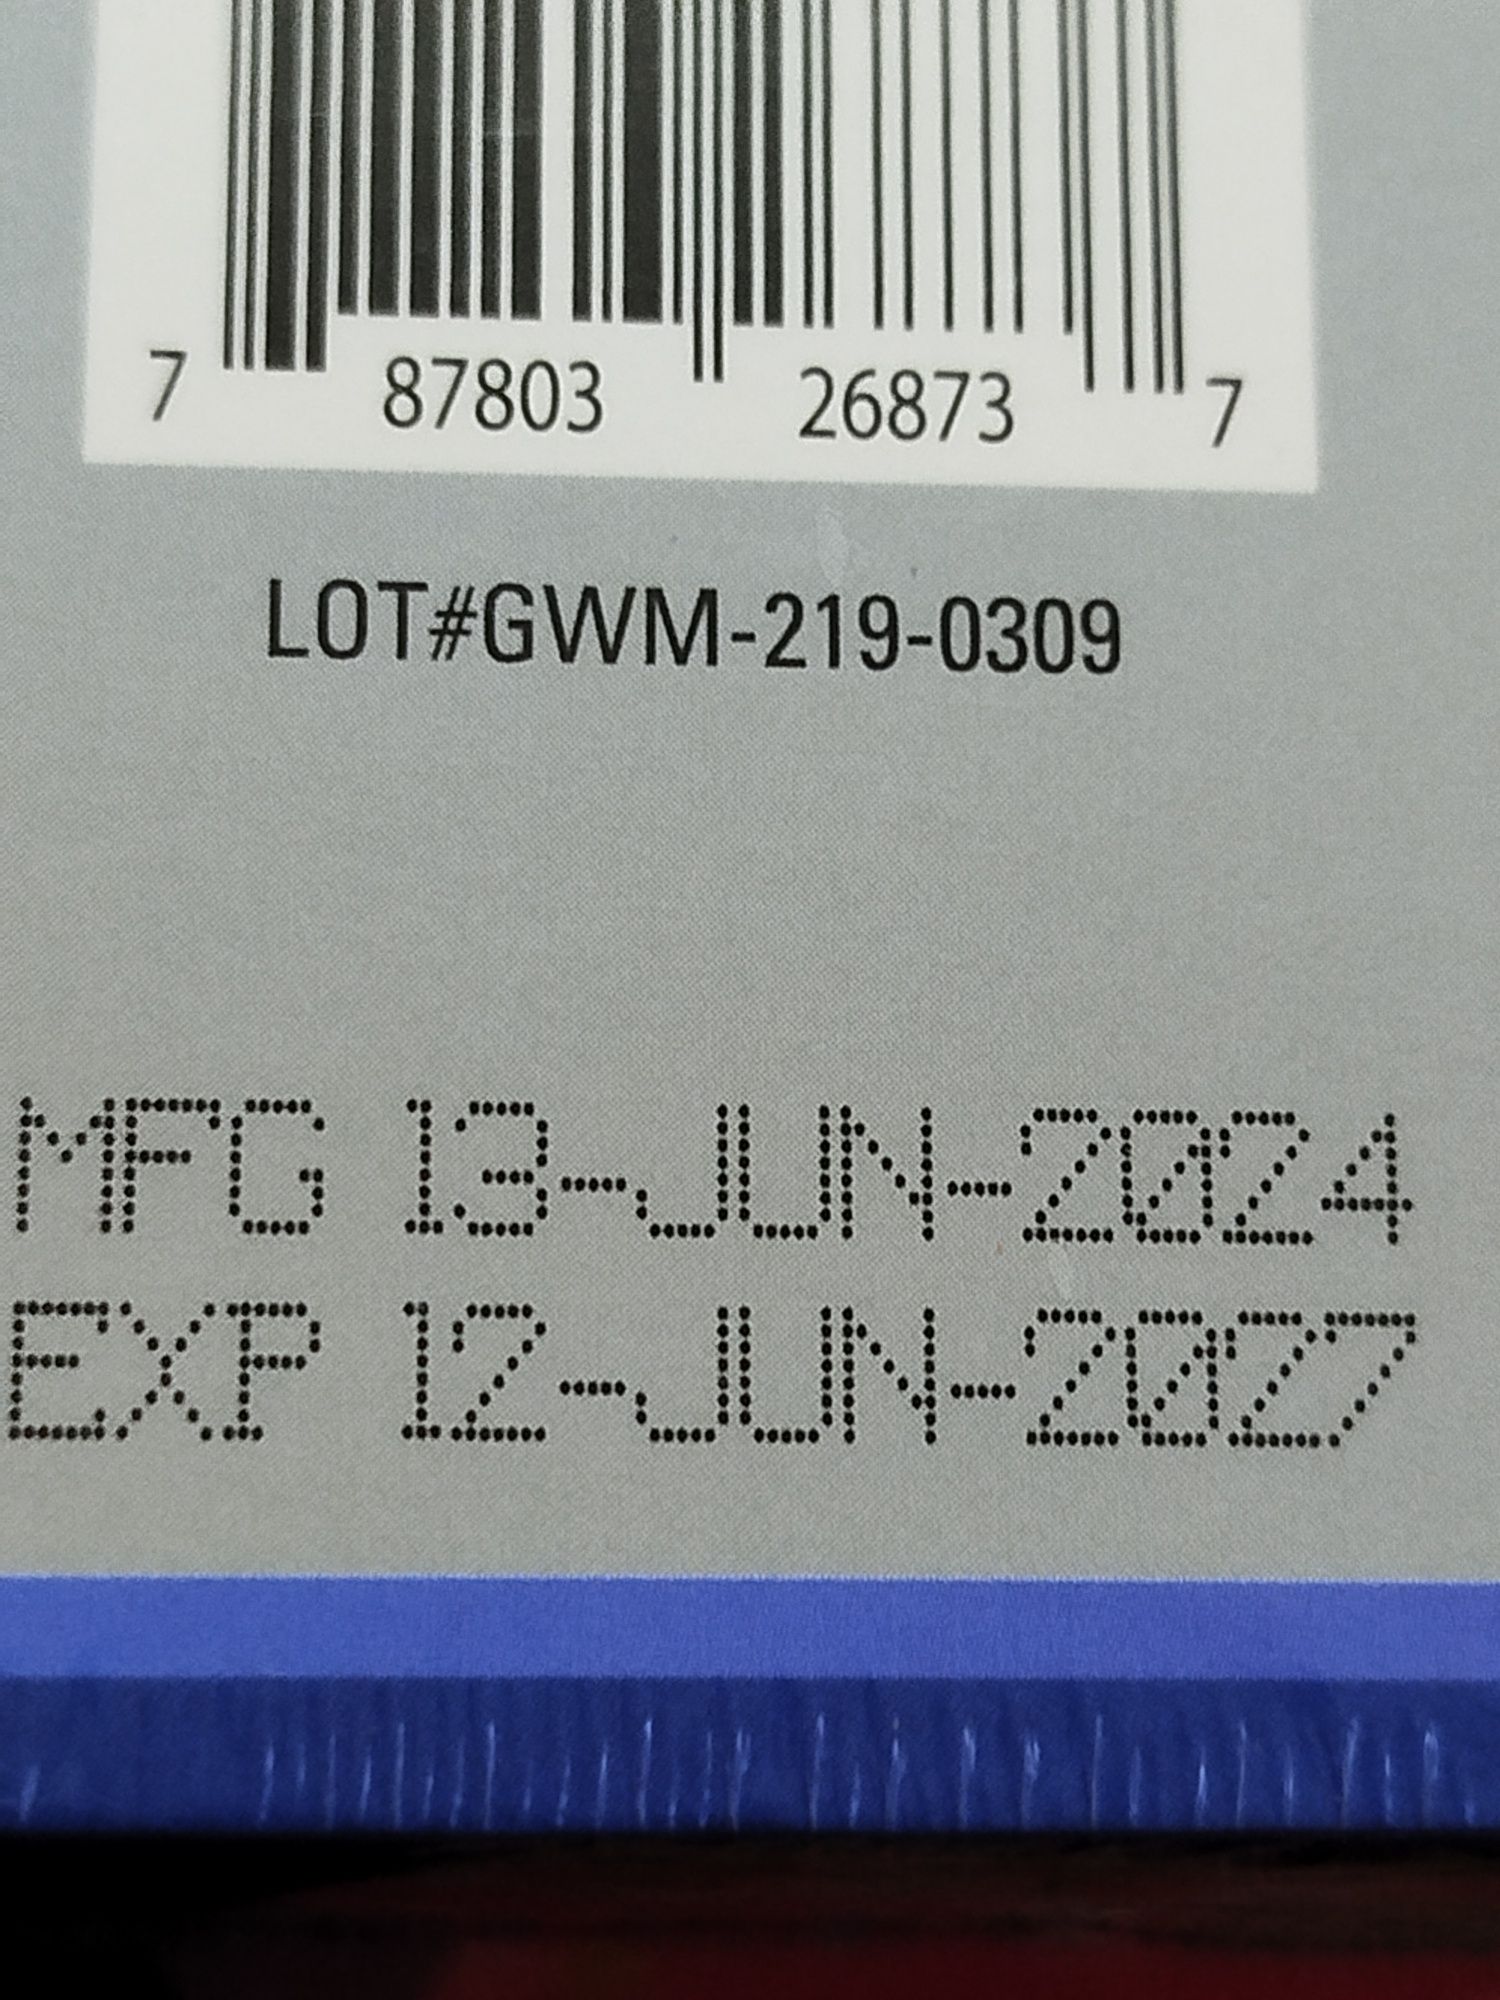 7 87803 26873 7
LOT#GWM-219-0309
MFG 13-JUN-2024
EXP 12-JUN-2027